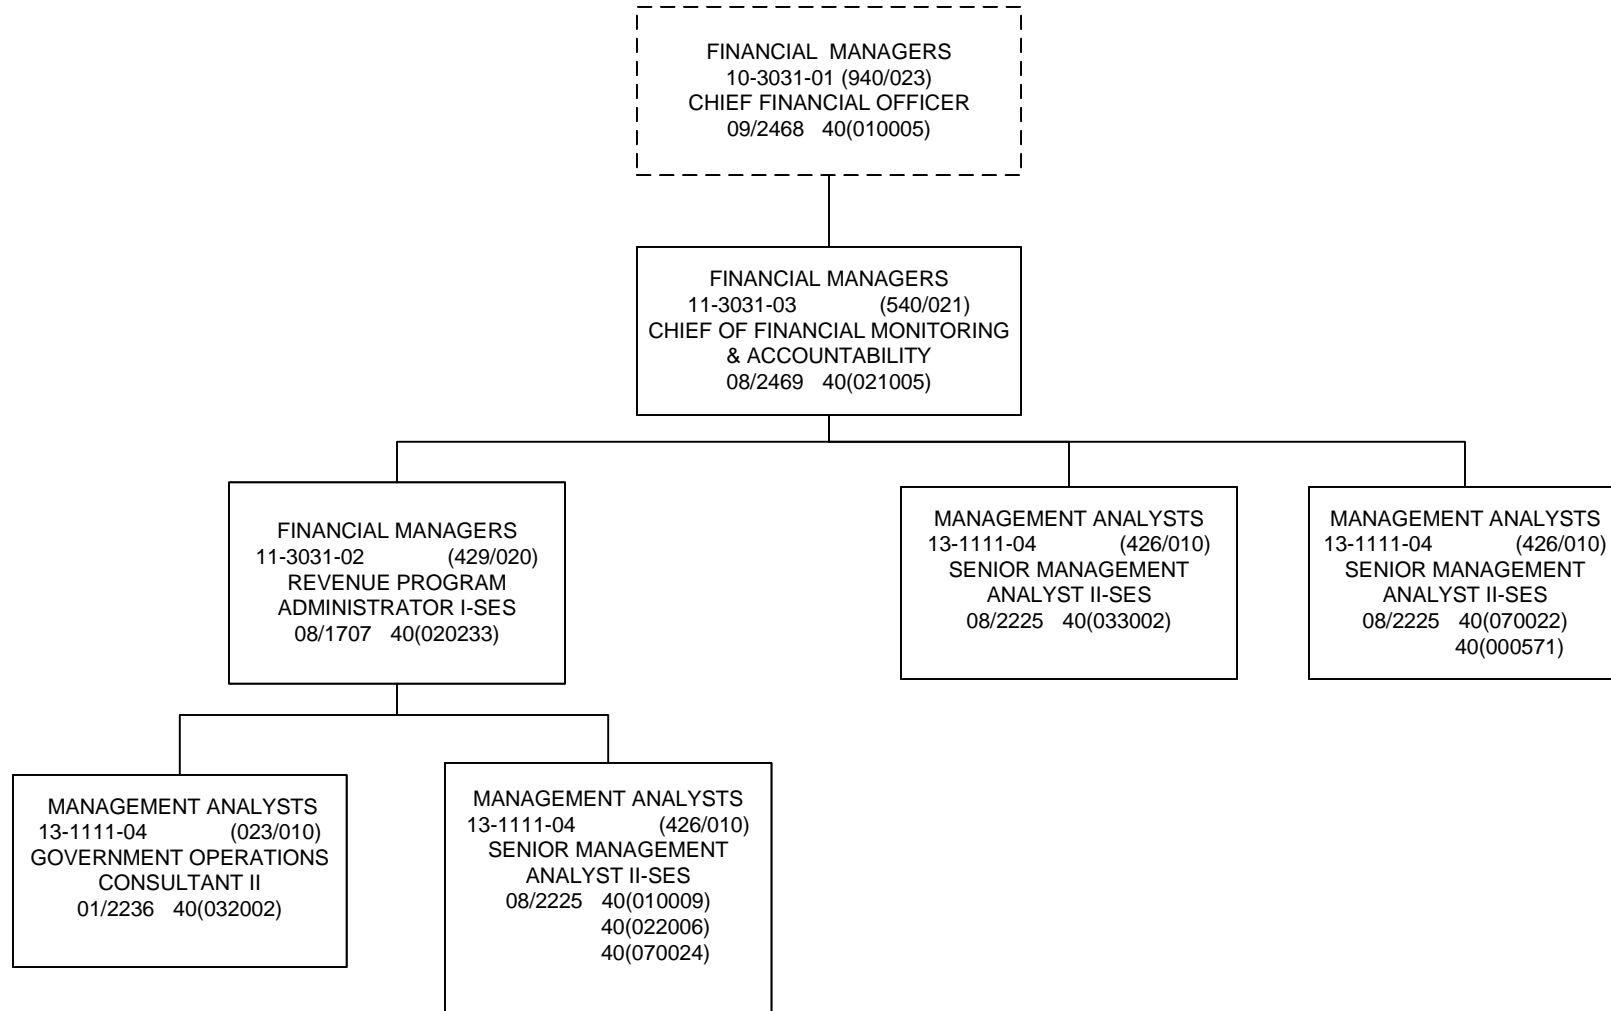 FINANCIAL MANAGERS
10-3031-01 (940/023)
CHIEF FINANCIAL OFFICER
09/2468 40(010005)
FINANCIAL MANAGERS
11-3031-03 (540/021)
CHIEF OF FINANCIAL MONITORING
& ACCOUNTABILITY
08/2469 40(021005)
FINANCIAL MANAGERS
11-3031-02 (429/020)
REVENUE PROGRAM
ADMINISTRATOR I-SES
08/1707 40(020233)
MANAGEMENT ANALYSTS
13-1111-04 (426/010)
SENIOR MANAGEMENT
ANALYST II-SES
08/2225 40(033002)
MANAGEMENT ANALYSTS
13-1111-04 (426/010)
SENIOR MANAGEMENT
ANALYST II-SES
08/2225 40(070022)
40(000571)
MANAGEMENT ANALYSTS
13-1111-04 (023/010)
GOVERNMENT OPERATIONS
CONSULTANT II
01/2236 40(032002)
MANAGEMENT ANALYSTS
13-1111-04 (426/010)
SENIOR MANAGEMENT
ANALYST II-SES
08/2225 40(010009)
40(022006)
40(070024)